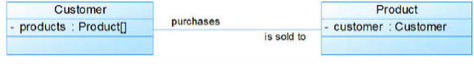 Customer
- products : Product[]
purchases
is sold to
Product
- customer : Customer